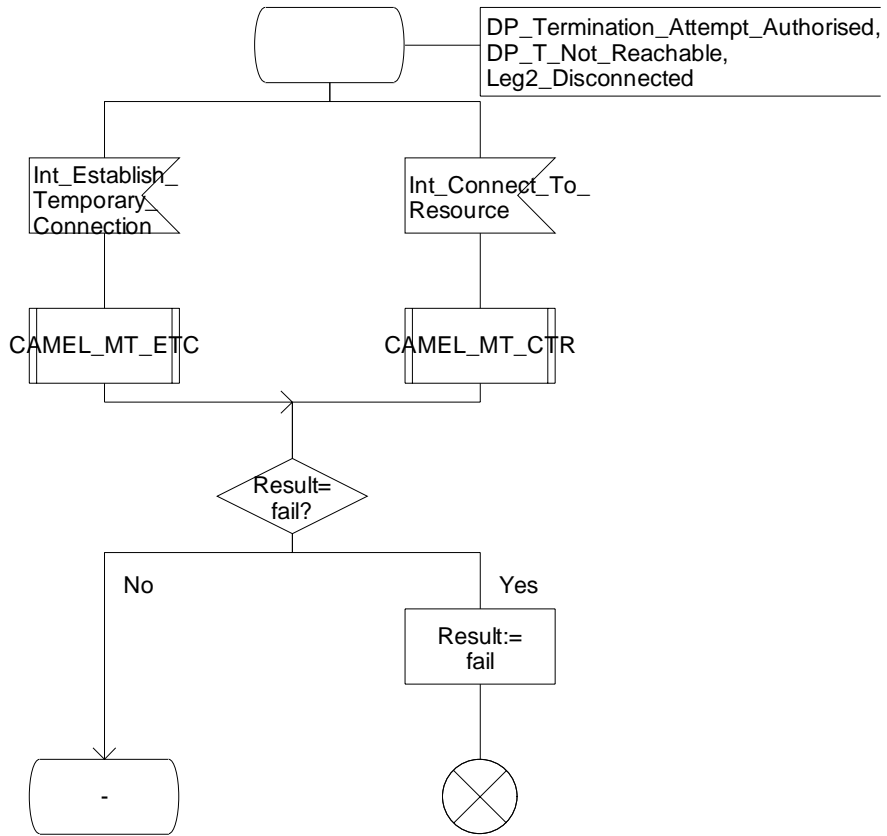 DP_Termination_Attempt_Authorised,
DP_T_Not_Reachable,
Leg2_Disconnected
Int_Establish_
Temporary_
Connection
Int_Connect_To_
Resource
CAMEL_MT_ETC
CAMEL_MT_CTR
Result=
fail?
No
Yes
Result:=
fail
-